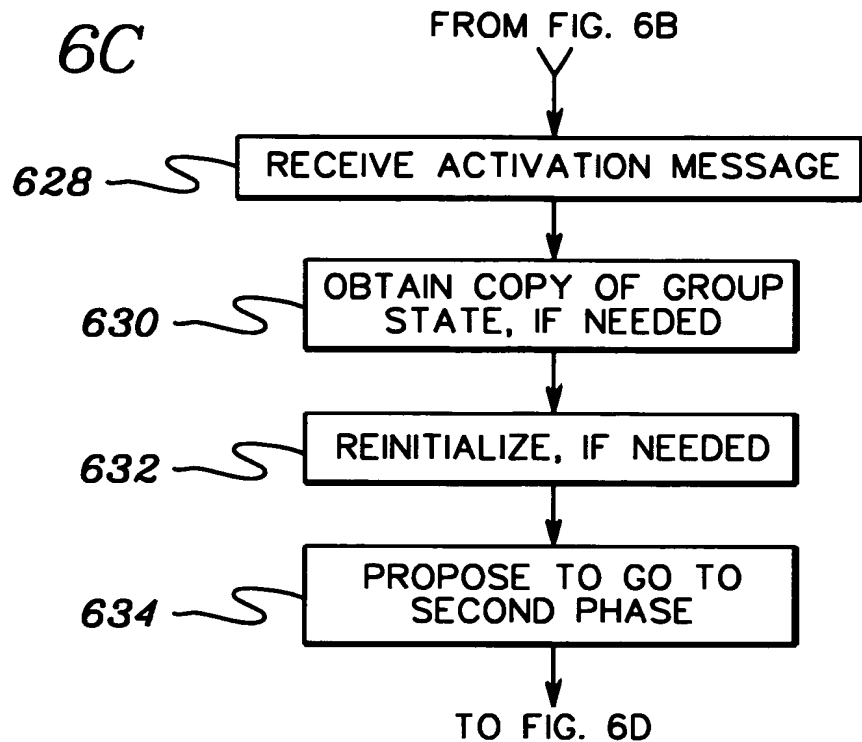 6C
FROM FIG. 6B
628
RECEIVE ACTIVATION MESSAGE
630
OBTAIN COPY OF GROUP
STATE, IF NEEDED
632
REINITIALIZE, IF NEEDED
634
PROPOSE TO GO TO
SECOND PHASE
TO FIG. 6D